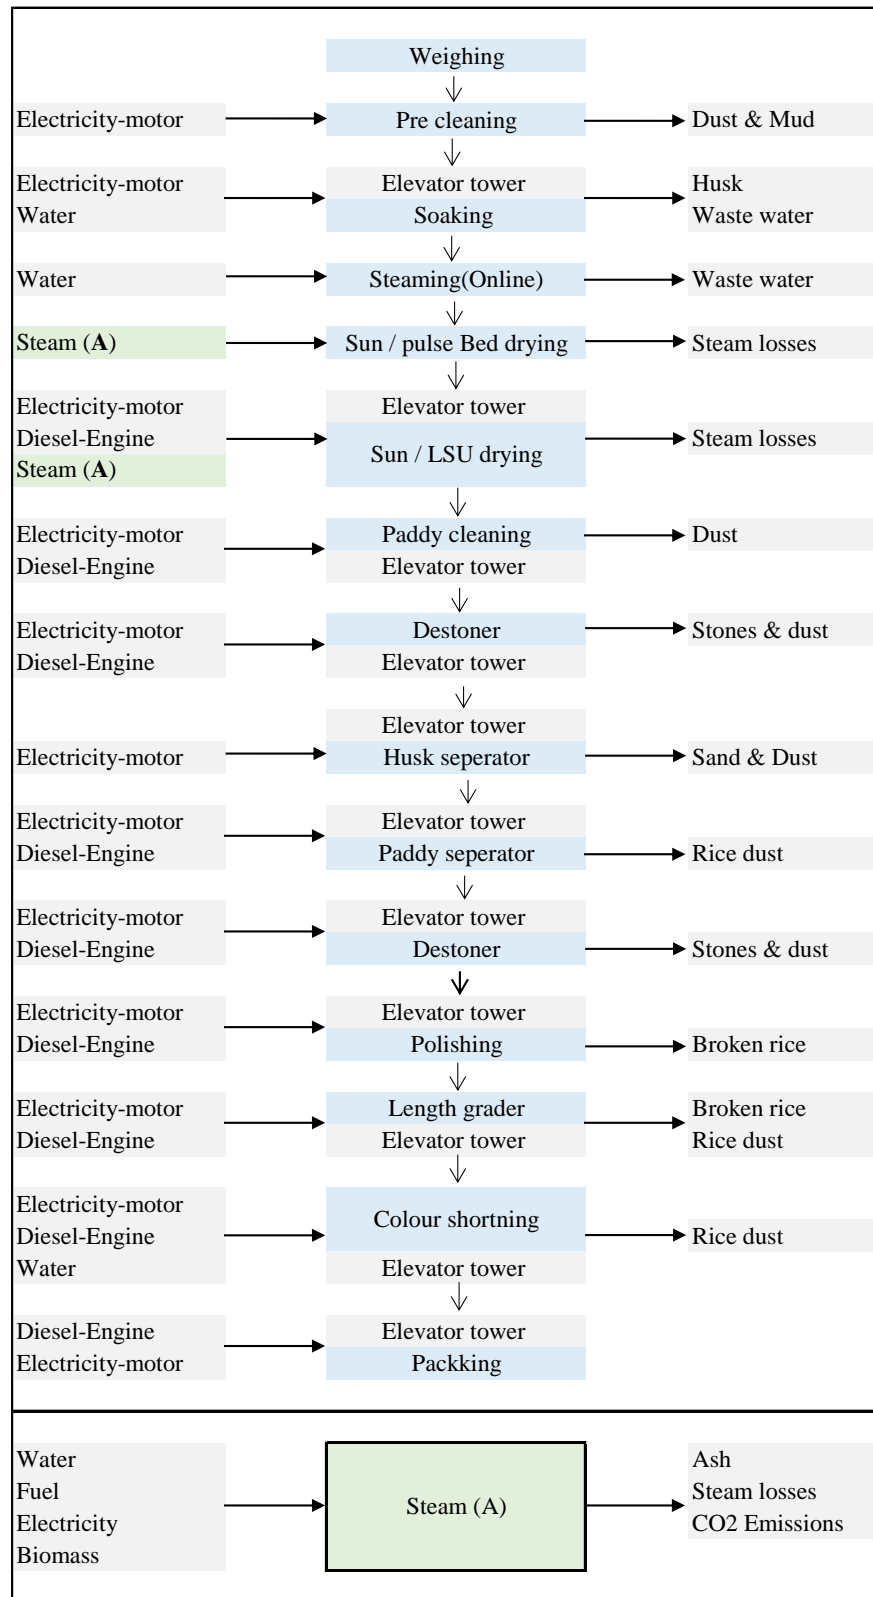 Weighing
Electricity-motor
Pre cleaning
Dust & Mud
Electricity-motor
Water
Elevator tower
Soaking
Husk
Waste water
Water
Steaming(Online)
Waste water
Steam (A)
Sun / pulse Bed drying
Steam losses
Electricity-motor
Diesel-Engine
Steam (A)
Elevator tower
Sun / LSU drying
Steam losses
Electricity-motor
Diesel-Engine
Paddy cleaning
Elevator tower
Dust
Electricity-motor
Diesel-Engine
Destoner
Elevator tower
Stones & dust
Electricity-motor
Elevator tower
Husk seperator
Sand & Dust
Electricity-motor
Diesel-Engine
Elevator tower
Paddy seperator
Rice dust
Electricity-motor
Diesel-Engine
Elevator tower
Destoner
Stones & dust
Electricity-motor
Diesel-Engine
Elevator tower
Polishing
Broken rice
Electricity-motor
Diesel-Engine
Length grader
Elevator tower
Broken rice
Rice dust
Electricity-motor
Diesel-Engine
Water
Colour shortning
Elevator tower
Rice dust
Diesel-Engine
Electricity-motor
Elevator tower
Packking
Water
Fuel
Electricity
Biomass
Steam (A)
Ash
Steam losses
CO2 Emissions